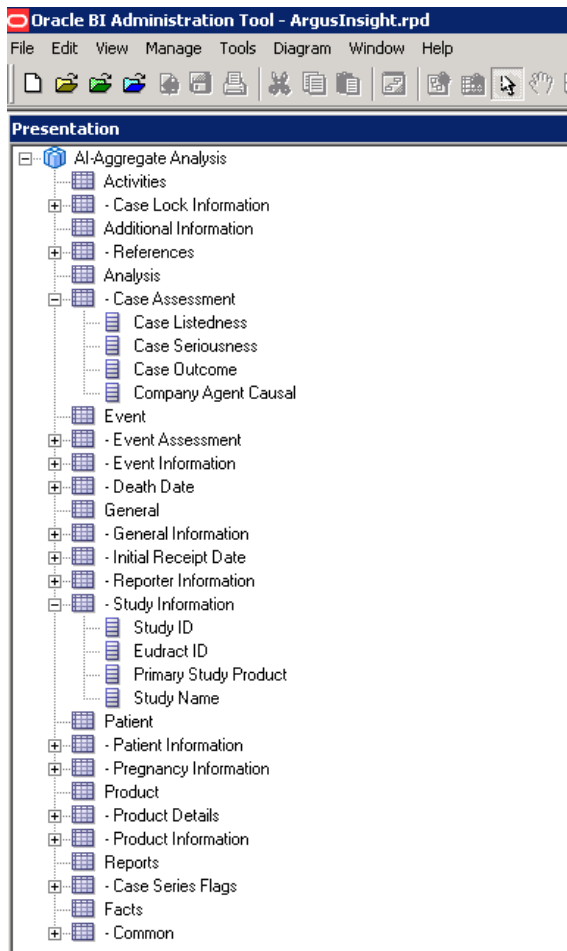 Oracle BI Administration Tool - ArgusInsight.rpd
File Edit View Manage Tools Diagram Window Help
Presentation
AI-Aggregate Analysis
Activities
- Case Lock Information
Additional Information
- References
Analysis
- Case Assessment
Case Listedness
Case Seriousness
Case Outcome
Company Agent Causal
Event
- Event Assessment
- Event Information
- Death Date
General
- General Information
- Initial Receipt Date
- Reporter Information
- Study Information
Study ID
Eudract ID
Primary Study Product
Study Name
Patient
- Patient Information
- Pregnancy Information
Product
- Product Details
- Product Information
Reports
- Case Series Flags
Facts
- Common